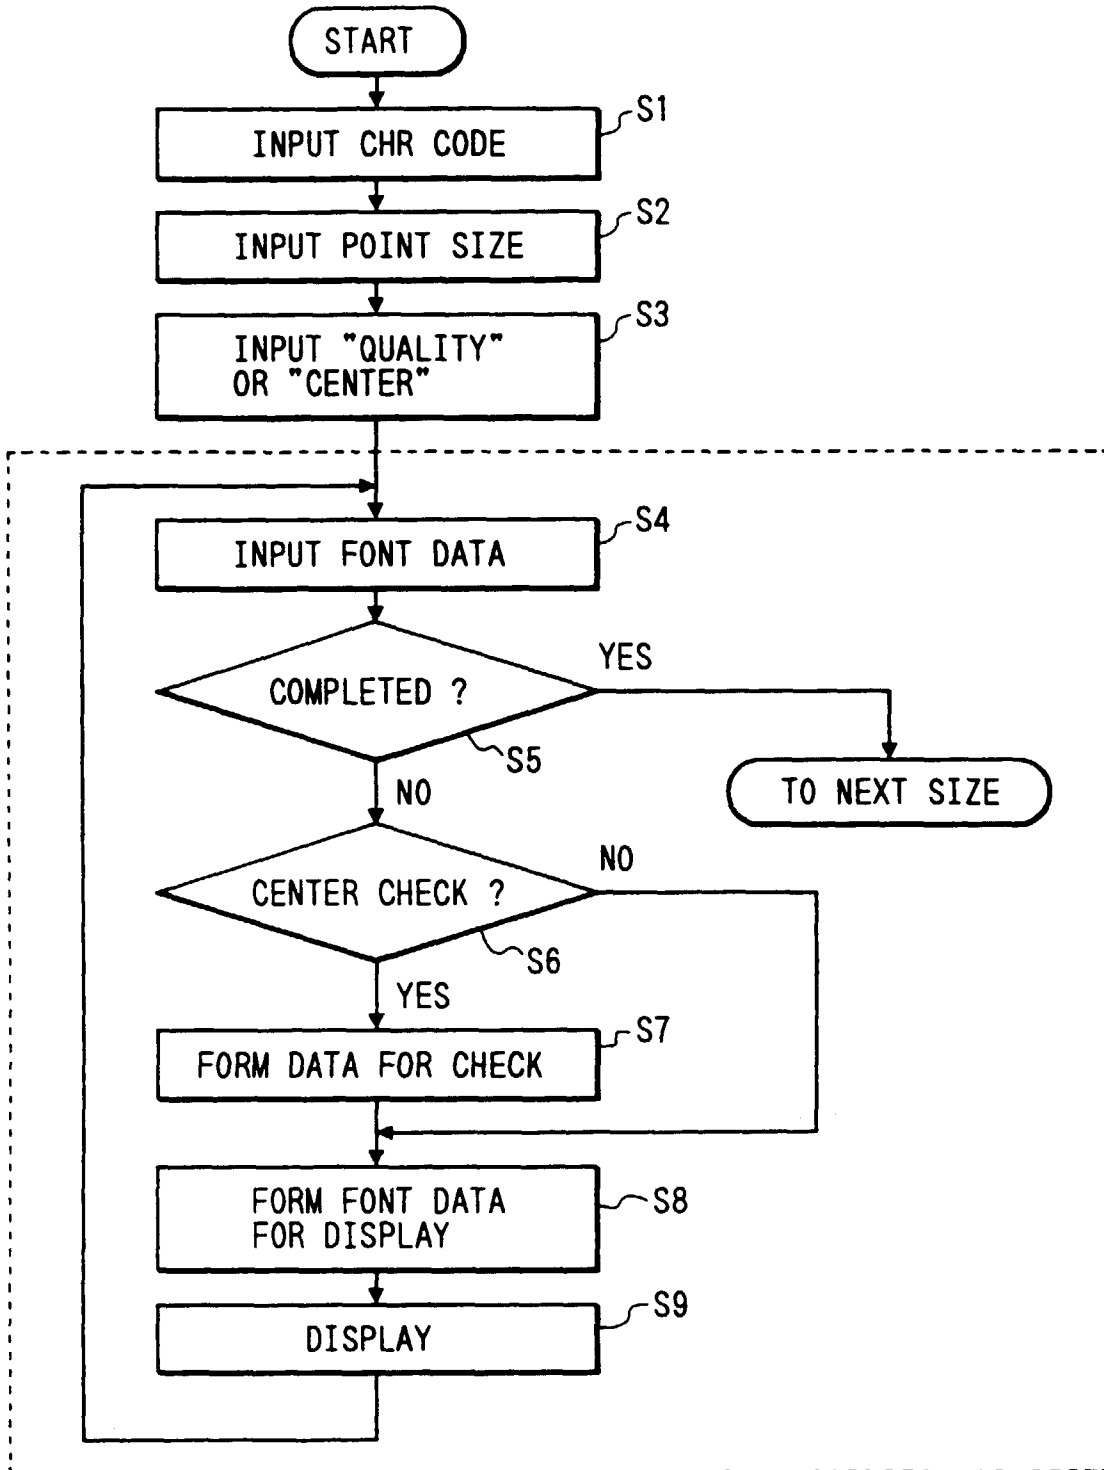 START
S1
INPUT CHR CODE
S2
INPUT POINT SIZE
S3
INPUT "QUALITY"
OR "CENTER"
S4
INPUT FONT DATA
YES
COMPLETED ?
S5
TO NEXT SIZE
NO
NO
CENTER CHECK ?
S6
YES
S7
FORM DATA FOR CHECK
S8
FORM FONT DATA
FOR DISPLAY
S9
DISPLAY